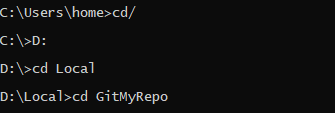 C:\Users\home>cd/
C:\>D:
D:\>cd Local
D:\Local>cd GitMyRepo